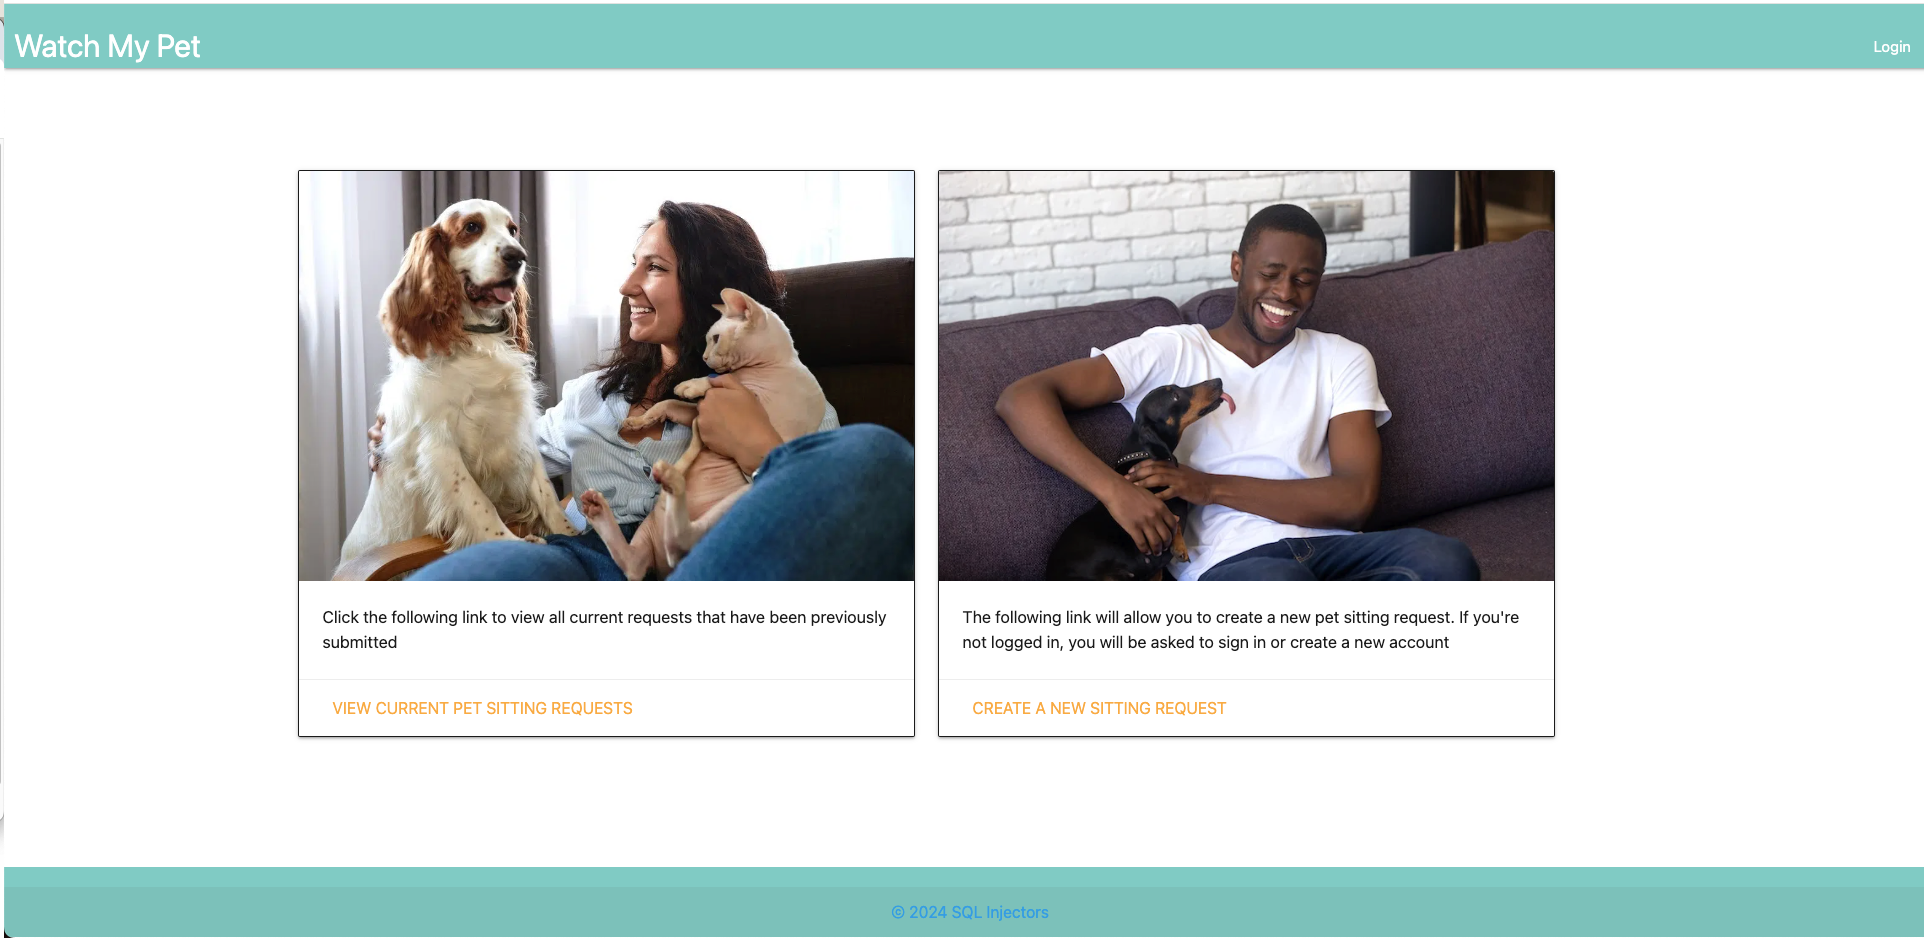 Watch My Pet
Login
Click the following link to view all current requests that have been previously
submitted
VIEW CURRENT PET SITTING REQUESTS
The following link will allow you to create a new pet sitting request. If you're
not logged in, you will be asked to sign in or create a new account
CREATE A NEW SITTING REQUEST
© 2024 SQL Injectors